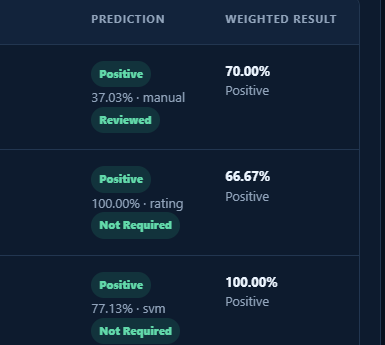 PREDICTION WEIGHTED RESULT
Positive 70.00%
37.03% · manual Positive
Reviewed
Positive 66.67%
100.00% · rating Positive
Not Required
Positive 100.00%
77.13% · svm Positive
Not Required